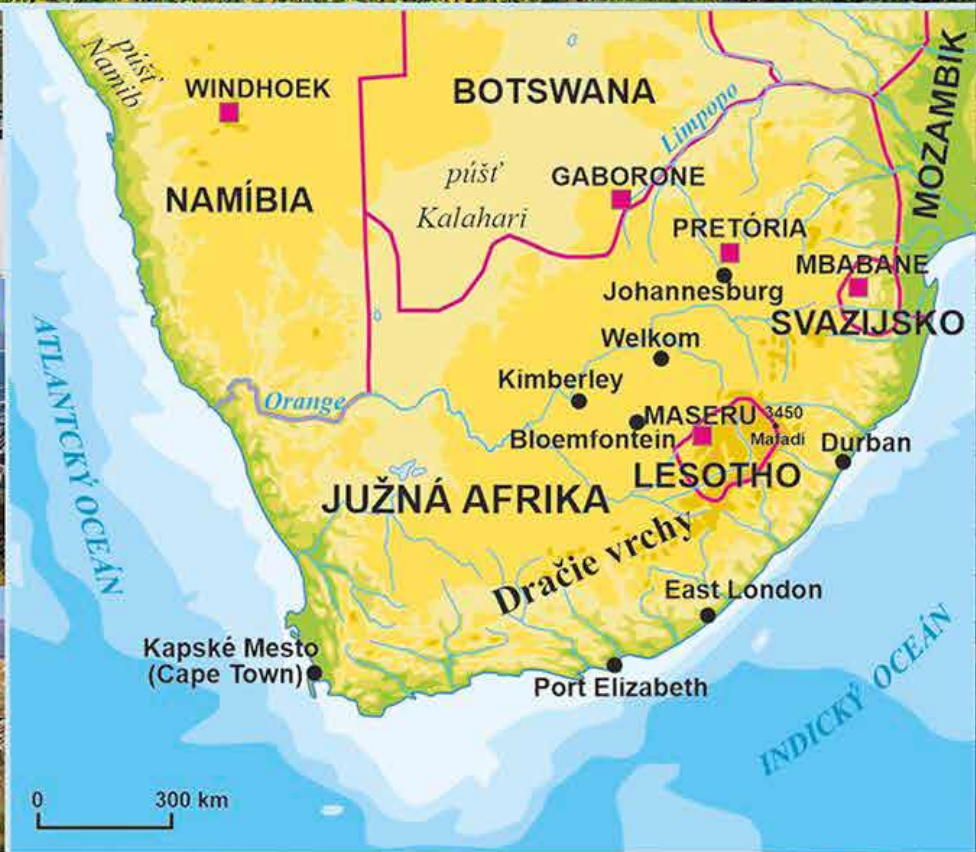 púšť
Namib
WINDHOEK
BOTSWANA
MOZAMBIK
Limpopo
púšť
Kalahari
GABORONE
NAMÍBIA
PRETÓRIA
MBABANE
Johannesburg
SVAZIJSKO
ATLANTICKÝ OCEÁN
Welkom
Kimberley
Orange
MASERU 3450
Mafadi
Bloemfontein
Durban
LESOTHO
JUŽNÁ AFRIKA
Dračie vrchy
East London
Kapské Mesto
(Cape Town)
Port Elizabeth
INDICKÝ OCEÁN
0 300 km